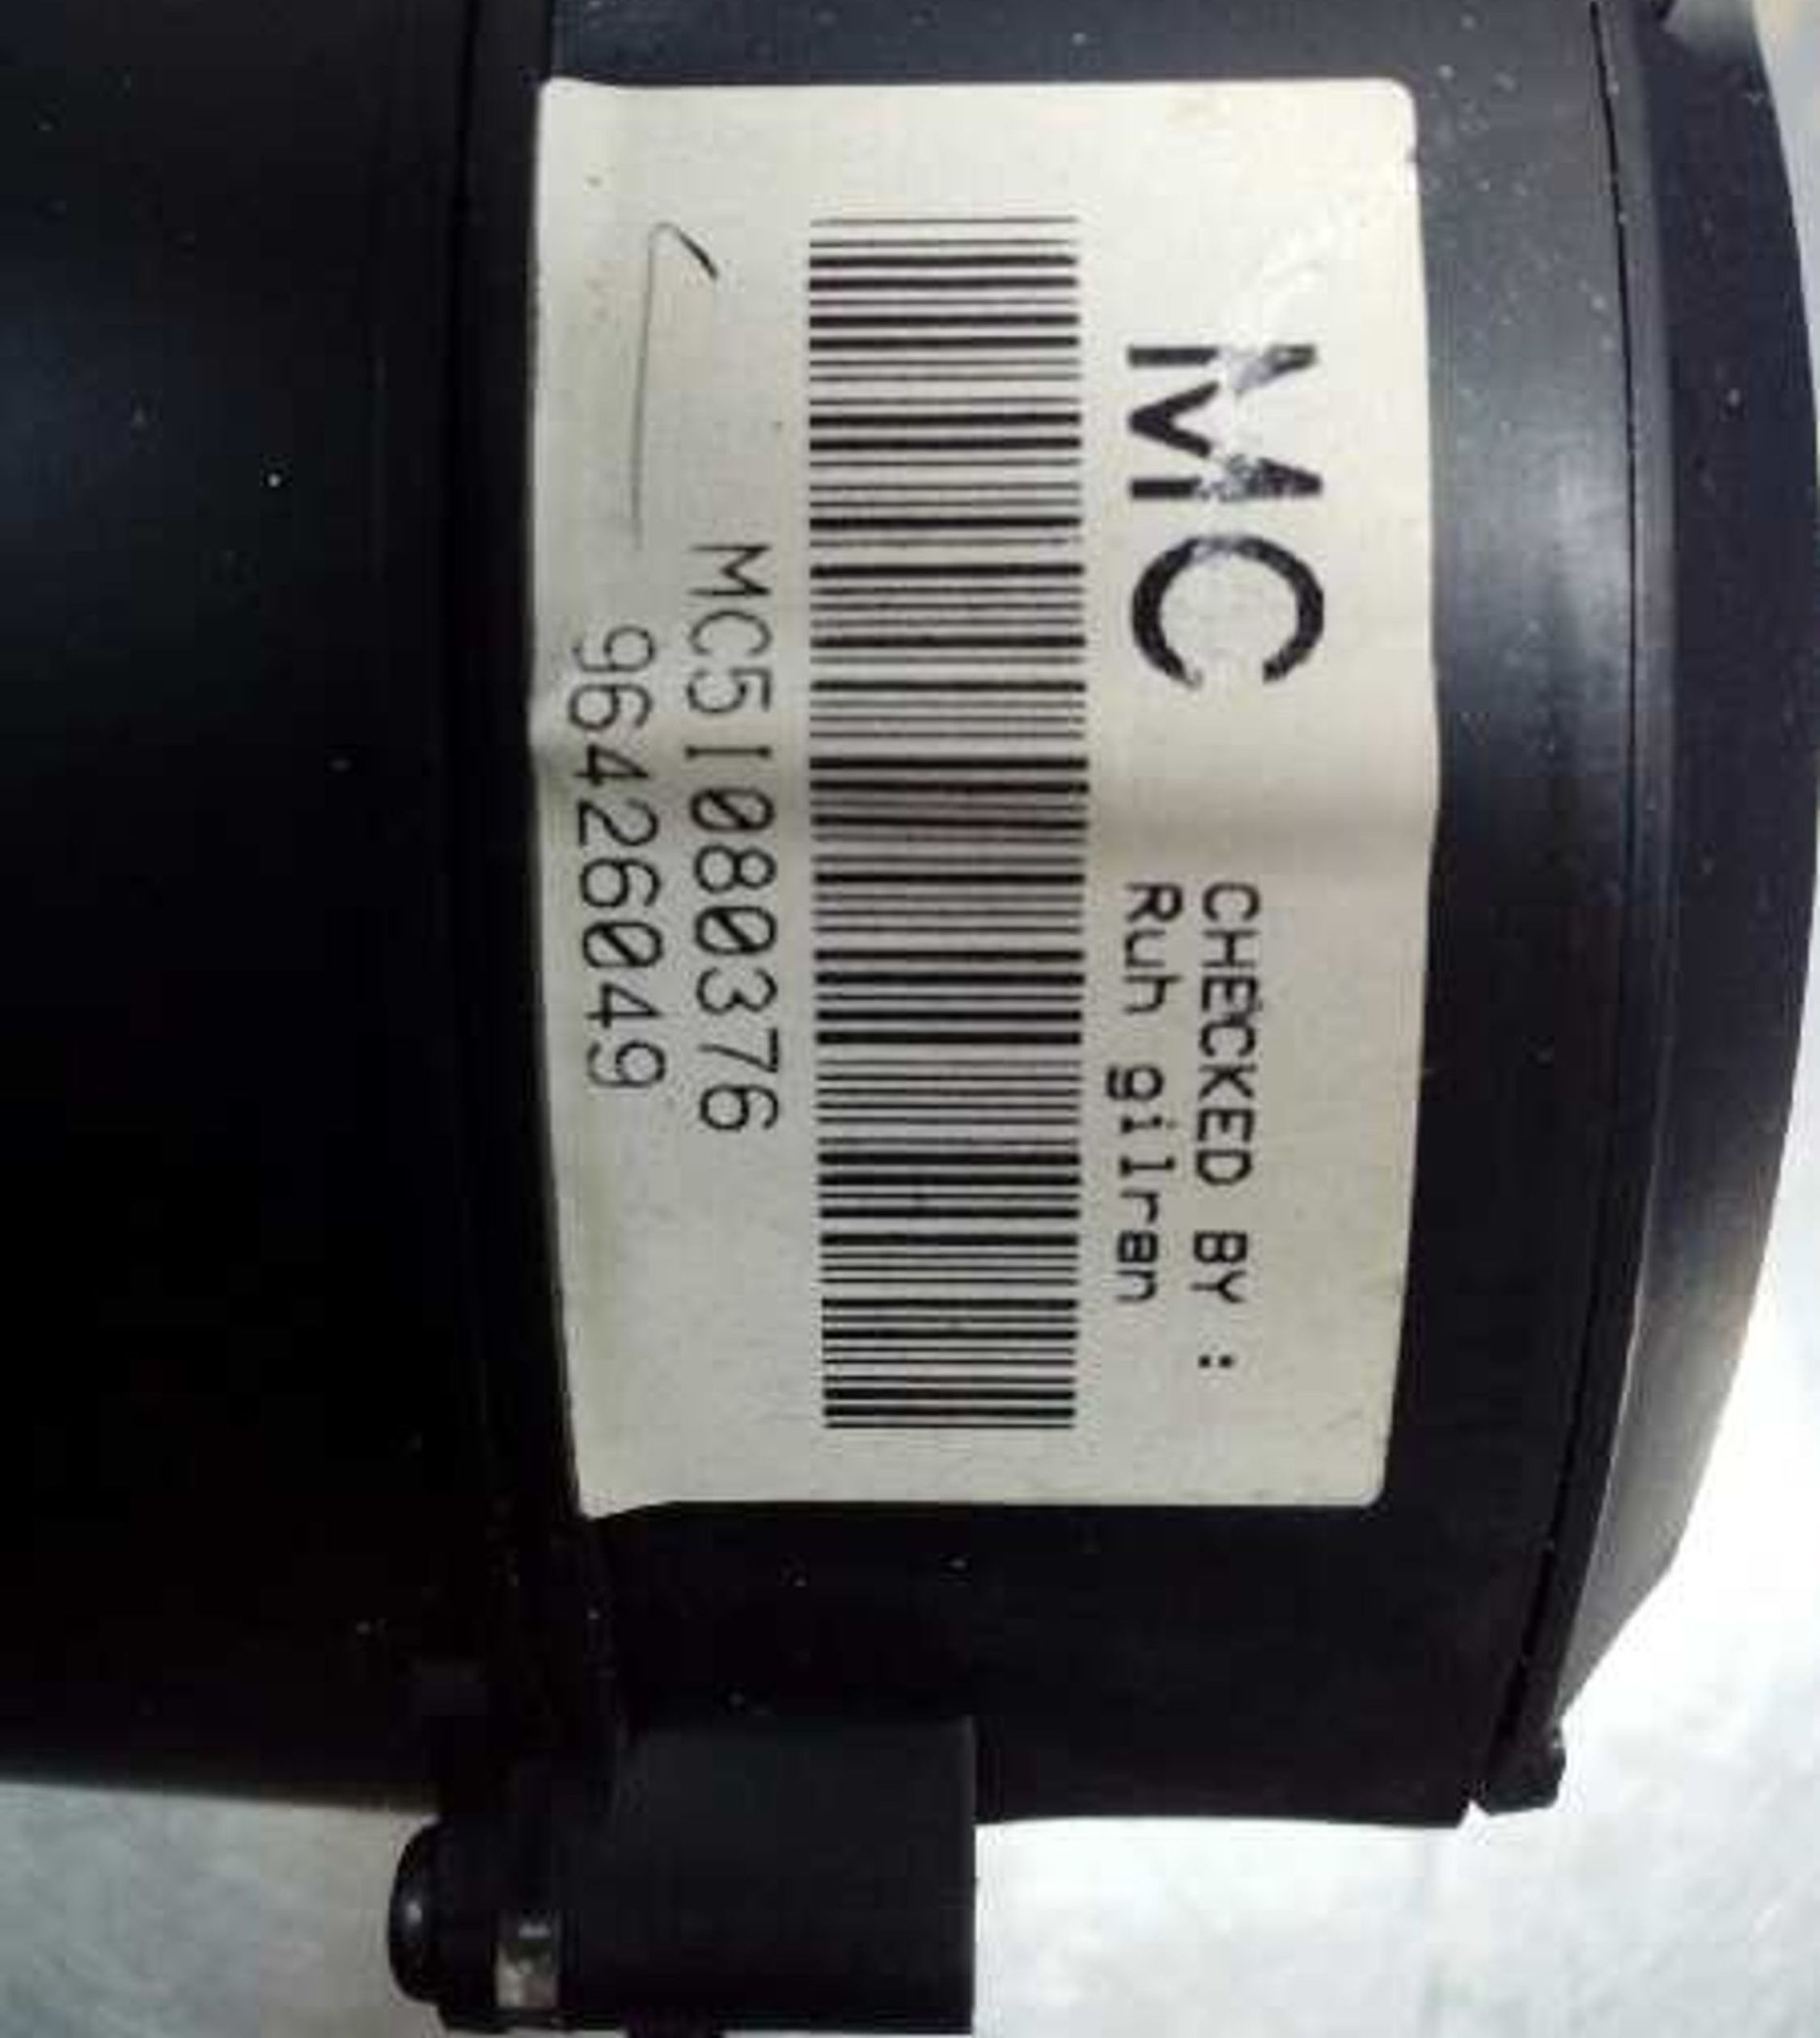 MC
CHECKED BY :
Ruh gilran
MC51080376
96426049